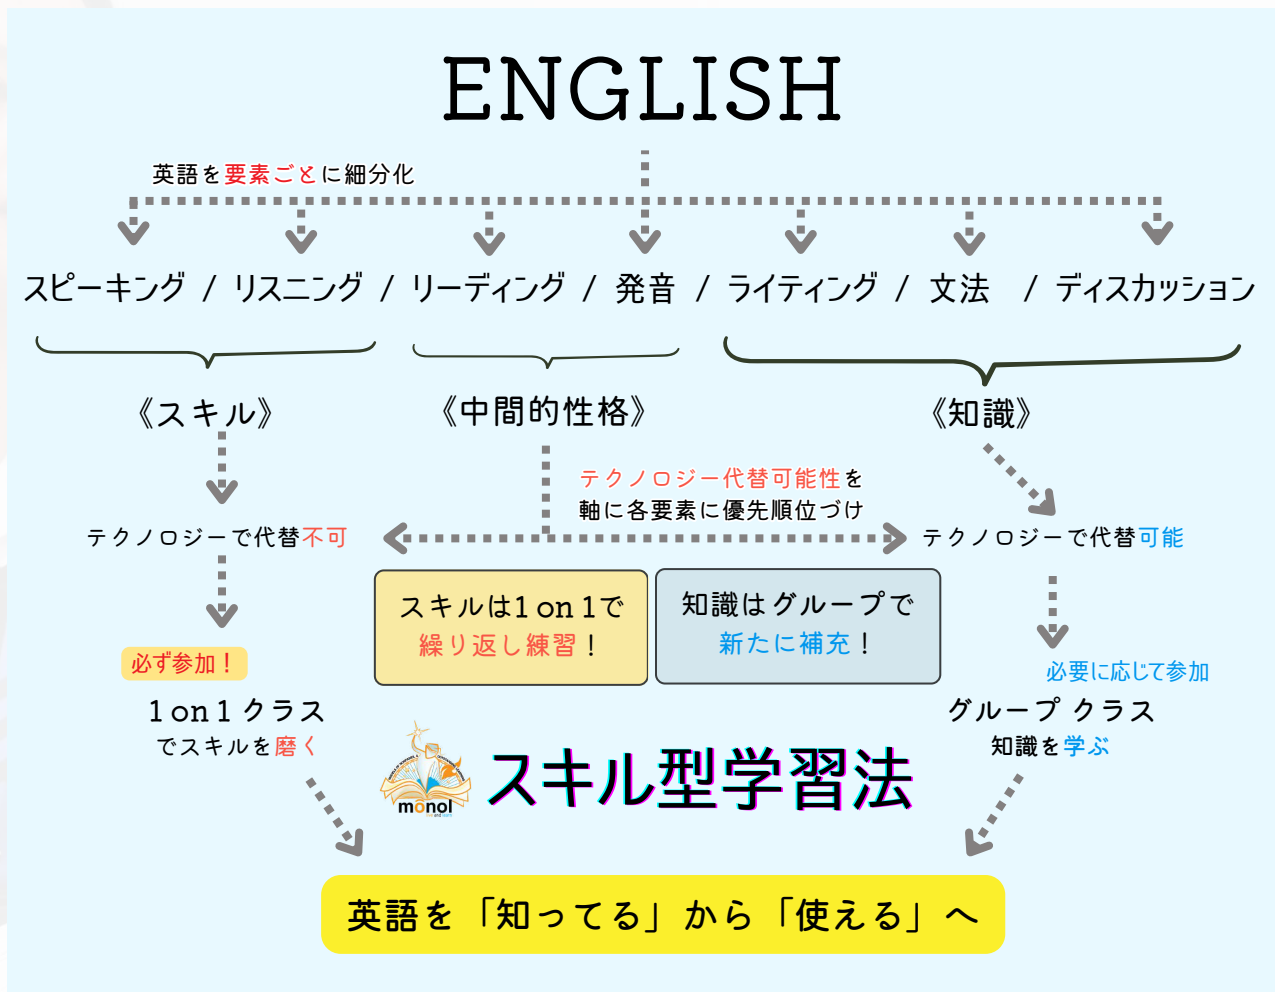 ENGLISH
英語を要素ごとに細分化
スピーキング / リスニング / リーディング / 発音 / ライティング / 文法 / ディスカッション
《スキル》
《中間的性格》
《知識》
テクノロジー代替可能性を
軸に各要素に優先順位づけ
テクノロジーで代替不可
テクノロジーで代替可能
スキルは1 on 1で
繰り返し練習！
知識はグループで
新たに補充！
必ず参加！
1 on 1 クラス
でスキルを磨く
必要に応じて参加
グループ クラス
知識を学ぶ
monol
スキル型学習法
英語を「知ってる」から「使える」へ